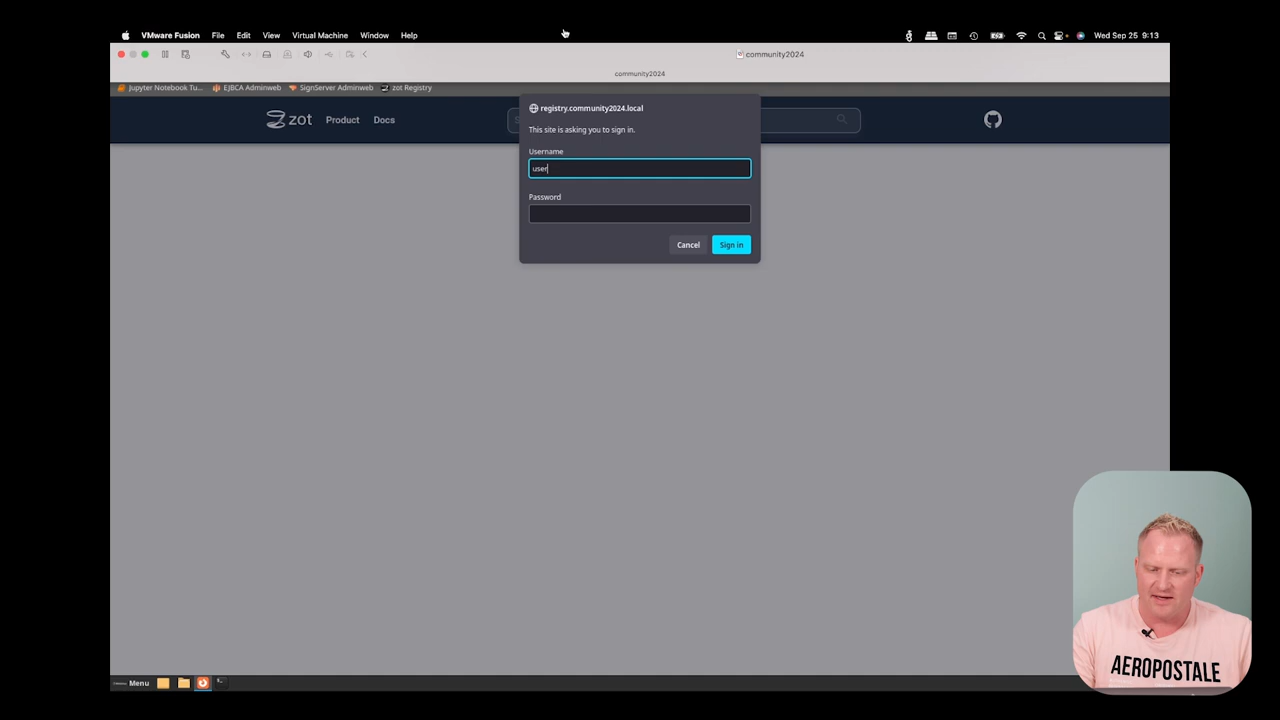 VMware Fusion File Edit View Virtual Machine Window Help Wed Sep 25 9:13
community2024
community2024
Jupyter Notebook Tu... EJBCA Adminweb SignServer Adminweb zot Registry
zot Product Docs
registry.community2024.local
This site is asking you to sign in.
Username
user
Password
Cancel Sign in
Menu
AEROPOSTALE